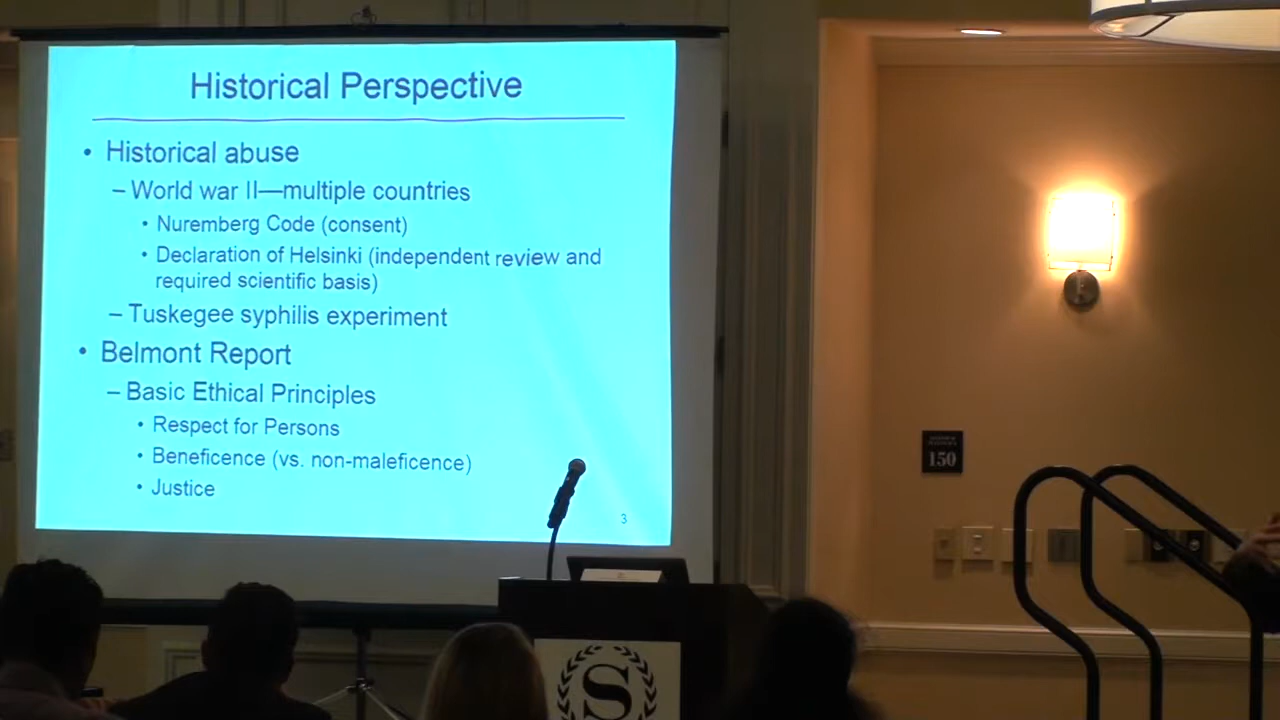 Historical Perspective
• Historical abuse
– World war II—multiple countries
• Nuremberg Code (consent)
• Declaration of Helsinki (independent review and
required scientific basis)
– Tuskegee syphilis experiment
• Belmont Report
– Basic Ethical Principles
• Respect for Persons
• Beneficence (vs. non-maleficence)
• Justice
3
150
S